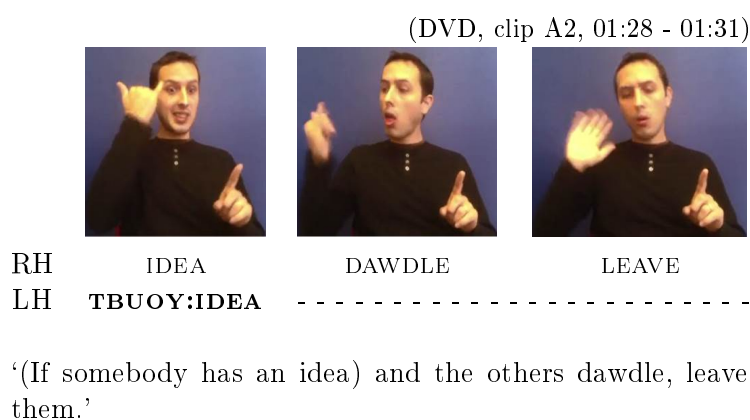 (DVD, clip A2, 01:28 - 01:31)
RH IDEA DAWDLE LEAVE
LH TBUOY:IDEA - - - - - - - - - - - - - - - - - - - - - - - -
‘(If somebody has an idea) and the others dawdle, leave
them.’